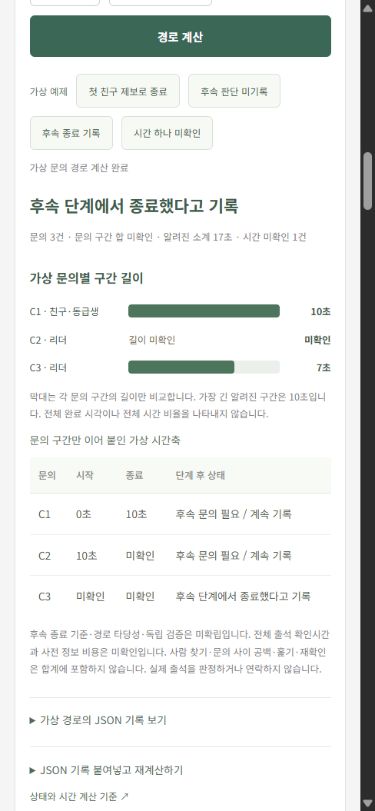 경로 계산
가상 예제 첫 친구 제보로 종료 후속 판단 미기록
후속 종료 기록 시간 하나 미확인
가상 문의 경로 계산 완료
후속 단계에서 종료했다고 기록
문의 3건 · 문의 구간 합 미확인 · 알려진 소계 17초 · 시간 미확인 1건
가상 문의별 구간 길이
C1 · 친구·동급생 10초
C2 · 리더 길이 미확인 미확인
C3 · 리더 7초
막대는 각 문의 구간의 길이만 비교합니다. 가장 긴 알려진 구간은 10초입니
다. 전체 완료 시각이나 전체 시간 비율을 나타내지 않습니다.
문의 구간만 이어 붙인 가상 시간축
문의 시작 종료 단계 후 상태
C1 0초 10초 후속 문의 필요 / 계속 기록
C2 10초 미확인 후속 문의 필요 / 계속 기록
C3 미확인 미확인 후속 단계에서 종료했다고 기록
후속 종료 기준·경로 타당성·독립 검증은 미확립입니다. 전체 출석 확인시간
과 사전 정보 비용은 미확인입니다. 사람 찾기·문의 사이 공백·훑기·재확인
은 합계에 포함하지 않습니다. 실제 출석을 판정하거나 연락하지 않습니다.
▶ 가상 경로의 JSON 기록 보기
▶ JSON 기록 붙여넣고 재계산하기
상태와 시간 계산 기준 ↗